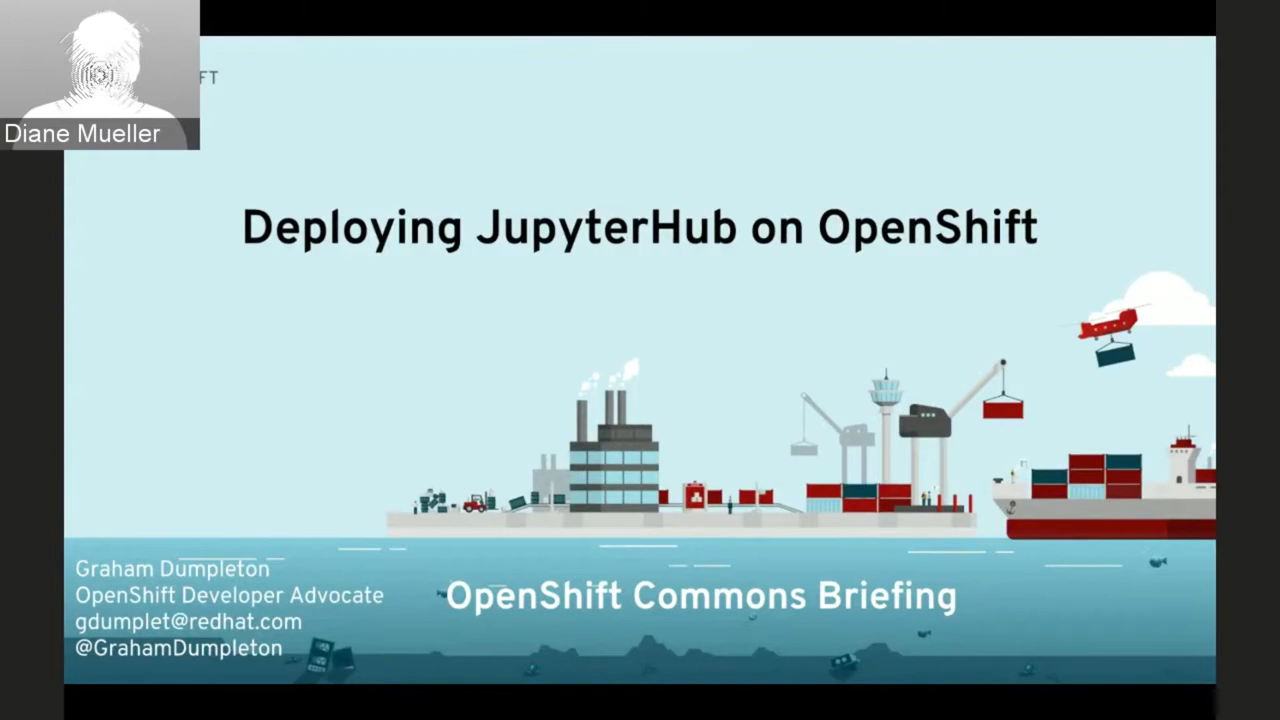 FT
Diane Mueller
Deploying JupyterHub on OpenShift
Graham Dumpleton
OpenShift Developer Advocate
gdumplet@redhat.com
@GrahamDumpleton
OpenShift Commons Briefing